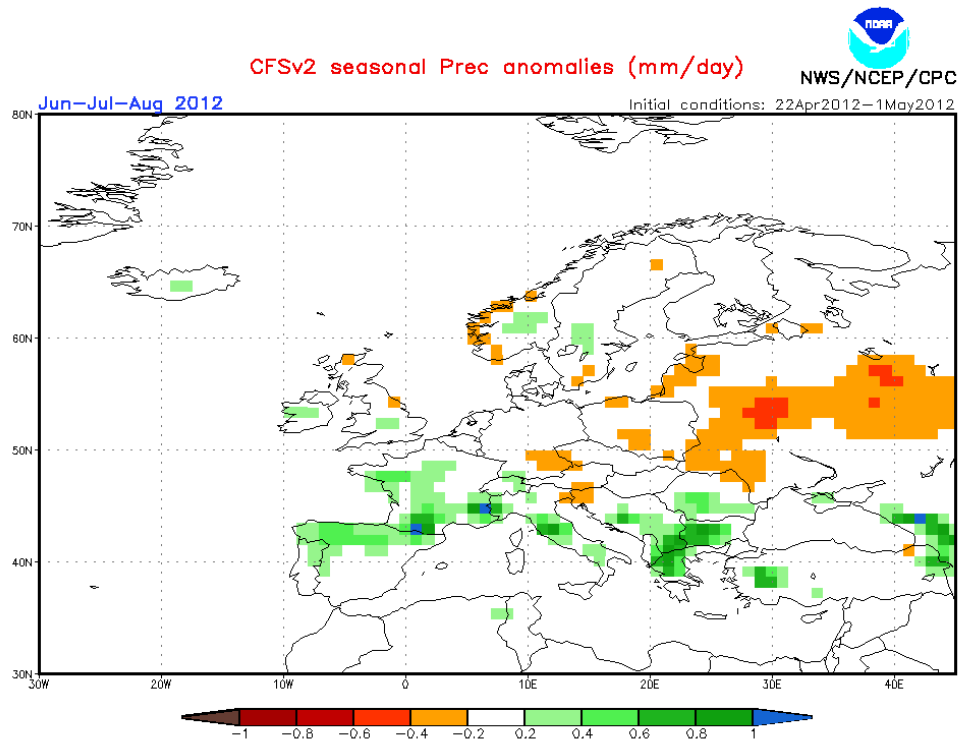 NOAA
CFSv2 seasonal Prec anomalies (mm/day)
NWS/NCEP/CPC
Jun-Jul-Aug 2012
Initial conditions: 22Apr2012-1May2012
80N
70N
60N
50N
40N
30N
30W 20W 10W 0 10E 20E 30E 40E
-1 -0.8 -0.6 -0.4 -0.2 0.2 0.4 0.6 0.8 1